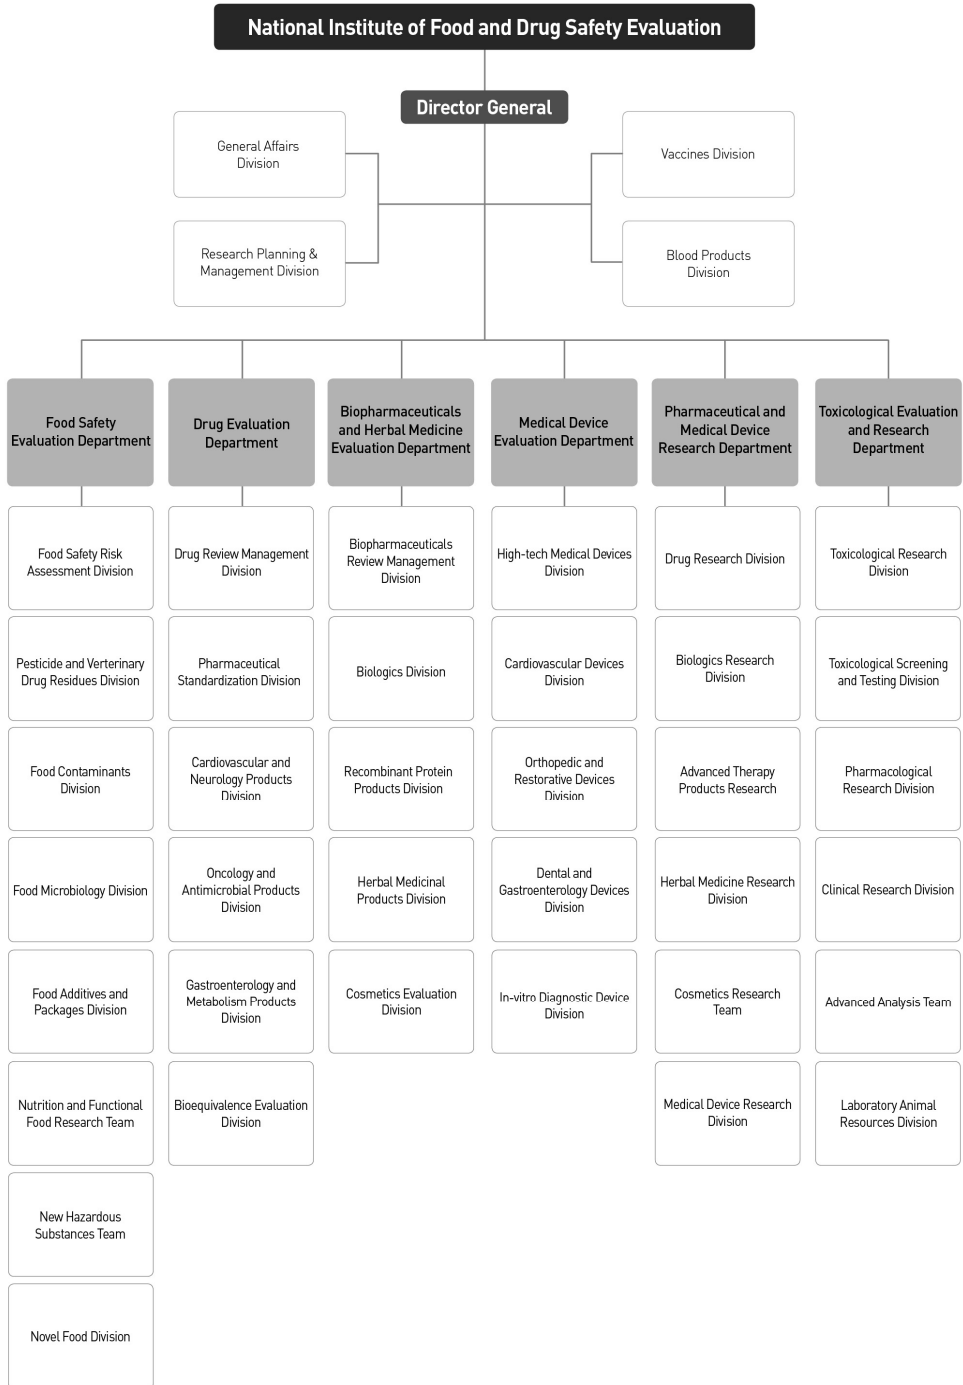 National Institute of Food and Drug Safety Evaluation
Director General
General Affairs
Division
Vaccines Division
Research Planning &
Management Division
Blood Products
Division
Food Safety
Evaluation Department
Drug Evaluation
Department
Biopharmaceuticals
and Herbal Medicine
Evaluation Department
Medical Device
Evaluation Department
Pharmaceutical and
Medical Device
Research Department
Toxicological Evaluation
and Research
Department
Food Safety Risk
Assessment Division
Drug Review Management
Division
Biopharmaceuticals
Review Management
Division
High-tech Medical Devices
Division
Drug Research Division
Toxicological Research
Division
Pesticide and Verterinary
Drug Residues Division
Pharmaceutical
Standardization Division
Biologics Division
Cardiovascular Devices
Division
Biologics Research
Division
Toxicological Screening
and Testing Division
Food Contaminants
Division
Cardiovascular and
Neurology Products
Division
Recombinant Protein
Products Division
Orthopedic and
Restorative Devices
Division
Advanced Therapy
Products Research
Pharmacological
Research Division
Food Microbiology Division
Oncology and
Antimicrobial Products
Division
Herbal Medicinal
Products Division
Dental and
Gastroenterology Devices
Division
Herbal Medicine Research
Division
Clinical Research Division
Food Additives and
Packages Division
Gastroenterology and
Metabolism Products
Division
Cosmetics Evaluation
Division
In-vitro Diagnostic Device
Division
Cosmetics Research
Team
Advanced Analysis Team
Nutrition and Functional
Food Research Team
Bioequivalence Evaluation
Division
Medical Device Research
Division
Laboratory Animal
Resources Division
New Hazardous
Substances Team
Novel Food Division